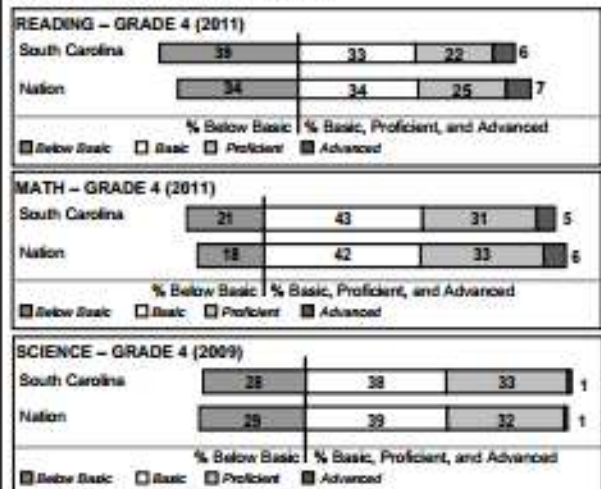 READING – GRADE 4 (2011)
South Carolina 39 33 22 6
Nation 34 34 25 7
% Below Basic % Basic, Proficient, and Advanced
Below Basic Basic Proficient Advanced
MATH – GRADE 4 (2011)
South Carolina 21 43 31 5
Nation 18 42 33 6
% Below Basic % Basic, Proficient, and Advanced
Below Basic Basic Proficient Advanced
SCIENCE – GRADE 4 (2009)
South Carolina 28 38 33 1
Nation 29 39 32 1
% Below Basic % Basic, Proficient, and Advanced
Below Basic Basic Proficient Advanced